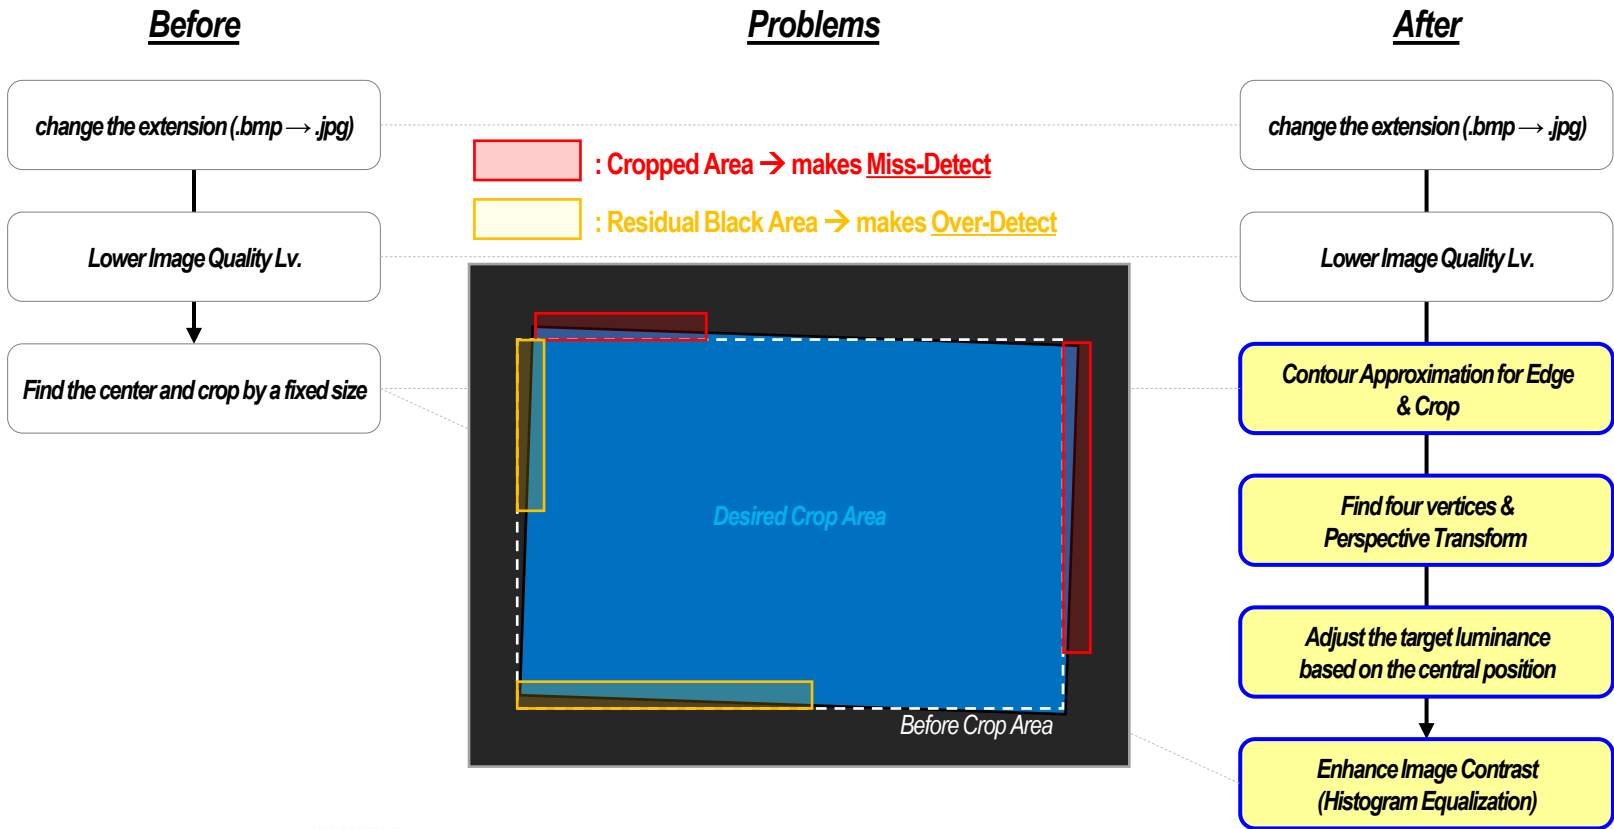 Before
Problems
After
change the extension (.bmp → .jpg)
Lower Image Quality Lv.
Find the center and crop by a fixed size
: Cropped Area → makes Miss-Detect
: Residual Black Area → makes Over-Detect
Desired Crop Area
Before Crop Area
change the extension (.bmp → .jpg)
Lower Image Quality Lv.
Contour Approximation for Edge
& Crop
Find four vertices &
Perspective Transform
Adjust the target luminance
based on the central position
Enhance Image Contrast
(Histogram Equalization)